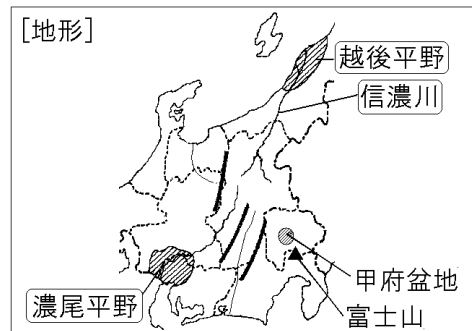 [地形]
越後平野
信濃川
甲府盆地
富士山
濃尾平野